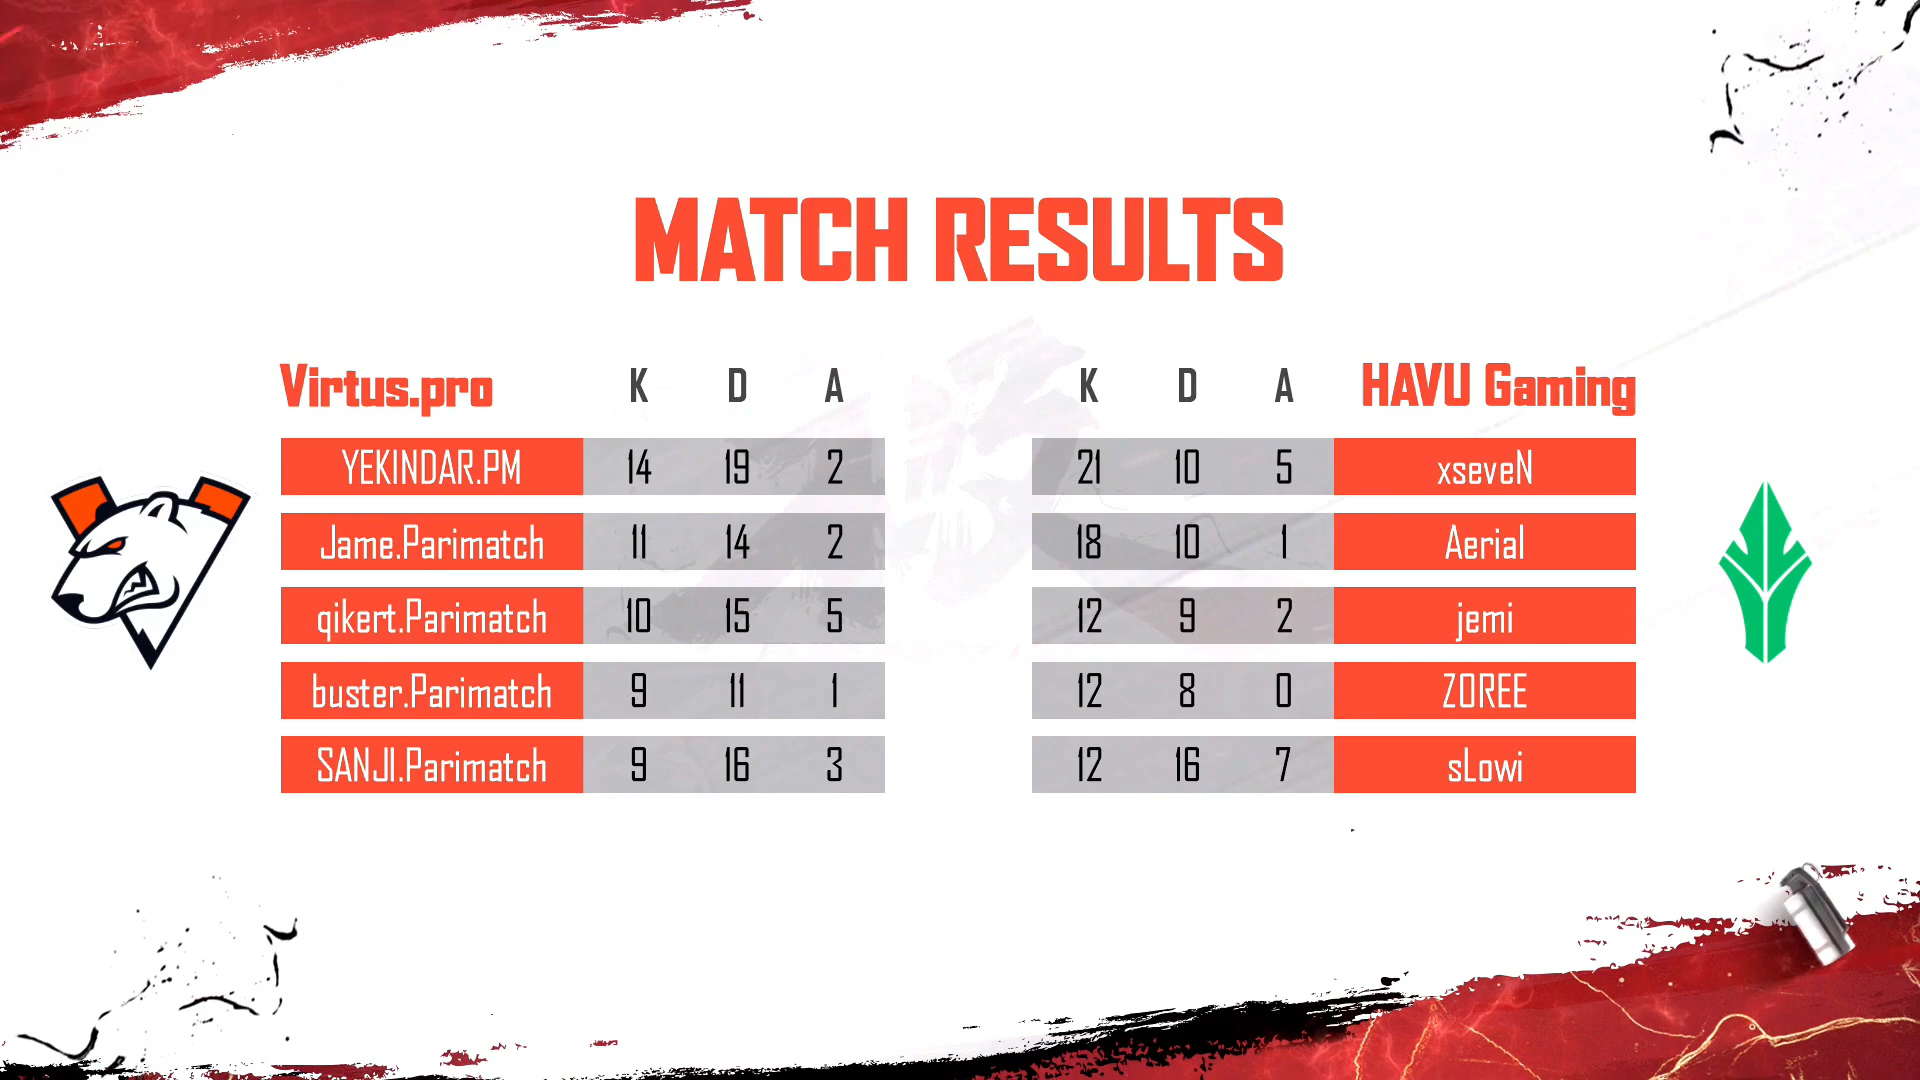 MATCH RESULTS
Virtus.pro K D A K D A HAVU Gaming
YEKINDAR.PM 14 19 2 21 10 5 xseveN
Jame.Parimatch 11 14 2 18 10 1 Aerial
qikert.Parimatch 10 15 5 12 9 2 jemi
buster.Parimatch 9 11 1 12 8 0 ZOREE
SANJI.Parimatch 9 16 3 12 16 7 sLowi